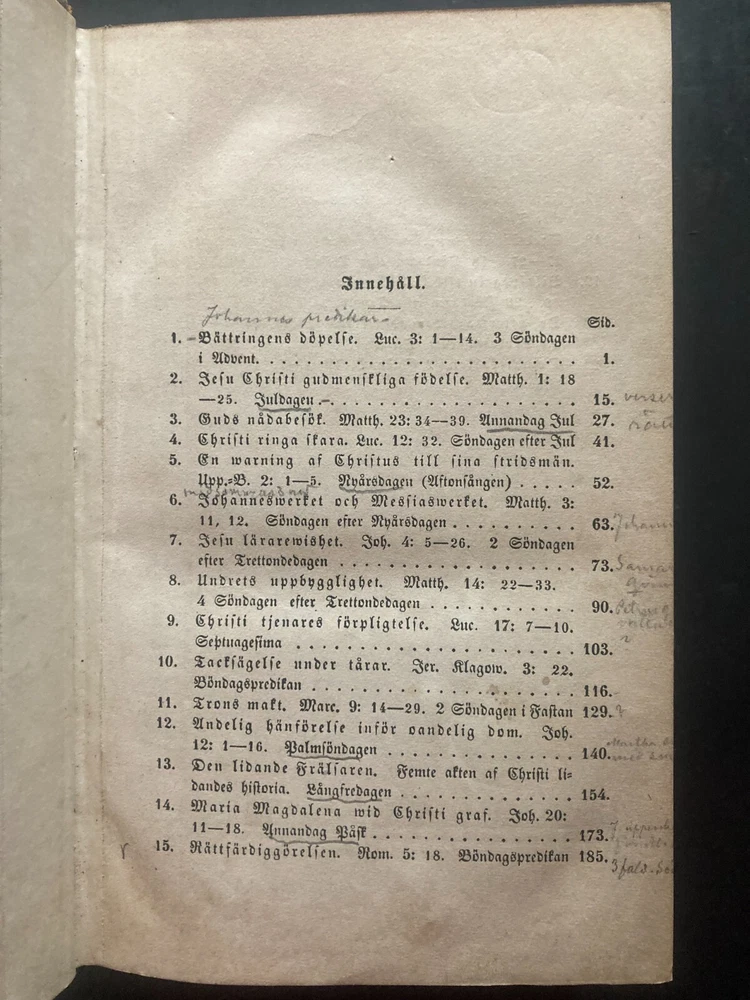 Innehåll.
Johannes predikan
Sid.
1. Bättringens döpelse. Luc. 3: 1—14. 3 Söndagen
i Advent. . . . . . . . . . . . . . . . . . . . . . . . . . 1.
2. Jesu Christi gudmenskliga födelse. Matth. 1: 18
—25. Juldagen . . . . . . . . . . . . . . . . . . . . . 15. verser
3. Guds nådabesök. Matth. 23: 34—39. Annandag Jul 27.
4. Christi ringa skara. Luc. 12: 32. Söndagen efter Jul 41.
5. En warning af Christus till sina stridsmän.
Upp.-B. 2: 1—5. Nyårsdagen (Aftonsången) . . . . . 52.
6. Johanneswerket och Messiaswerket. Matth. 3:
11, 12. Söndagen efter Nyårsdagen . . . . . . . . . 63. Johann
7. Jesu lärarewishet. Joh. 4: 5—26. 2 Söndagen
efter Trettondedagen . . . . . . . . . . . . . . . . . . 73.
8. Undrets uppbygglighet. Matth. 14: 22—33.
4 Söndagen efter Trettondedagen . . . . . . . . . . . 90.
9. Christi tjenares förpligtelse. Luc. 17: 7—10.
Septuagesima . . . . . . . . . . . . . . . . . . . . . 103.
10. Tacksägelse under tårar. Jer. Klagow. 3: 22.
Böndagspredikan . . . . . . . . . . . . . . . . . . . 116.
11. Trons makt. Marc. 9: 14—29. 2 Söndagen i Fastan 129.
12. Andelig hänförelse inför oandelig dom. Joh.
12: 1—16. Palmsöndagen . . . . . . . . . . . . . . 140.
13. Den lidande Frälsaren. Femte akten af Christi li-
dandes historia. Långfredagen . . . . . . . . . . . . . 154.
14. Maria Magdalena wid Christi graf. Joh. 20:
11—18. Annandag Påsk . . . . . . . . . . . . . . . 173.
15. Rättfärdiggörelsen. Rom. 5: 18. Böndagspredikan 185.